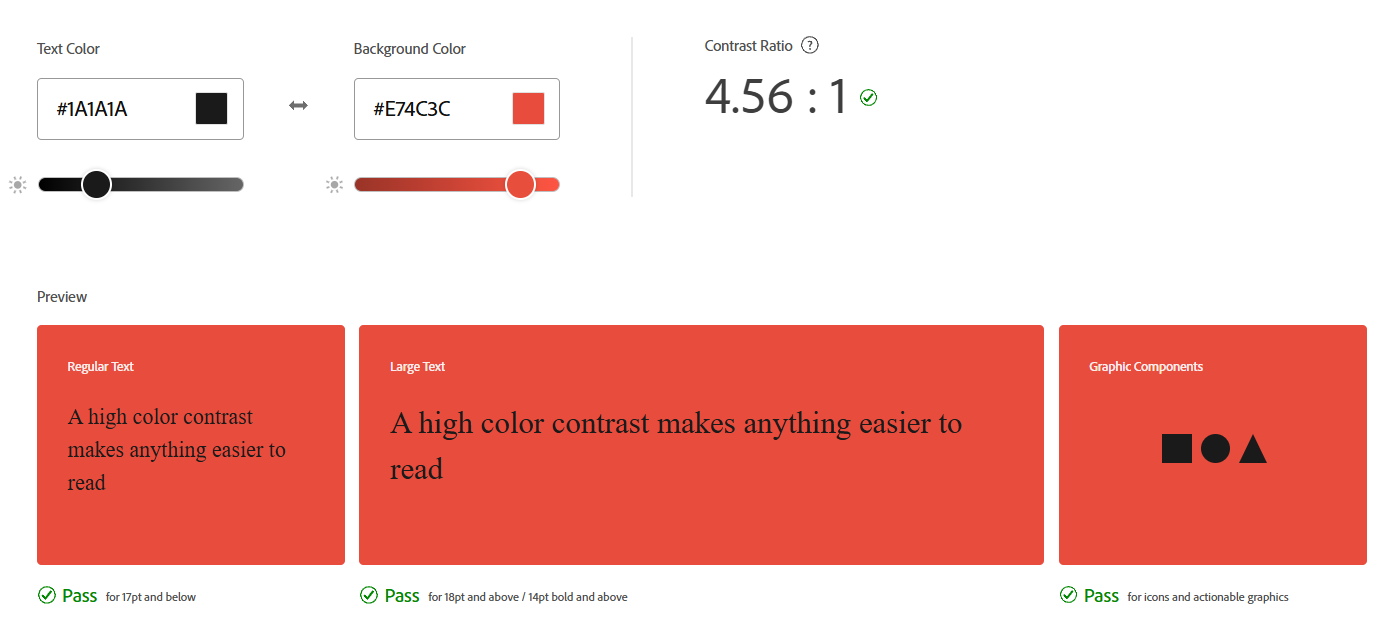 Text Color
Background Color
Contrast Ratio ?
#1A1A1A
#E74C3C
4.56 : 1
Preview
Regular Text
A high color contrast
makes anything easier to
read
Large Text
A high color contrast makes anything easier to
read
Graphic Components
Pass for 17pt and below
Pass for 18pt and above / 14pt bold and above
Pass for icons and actionable graphics